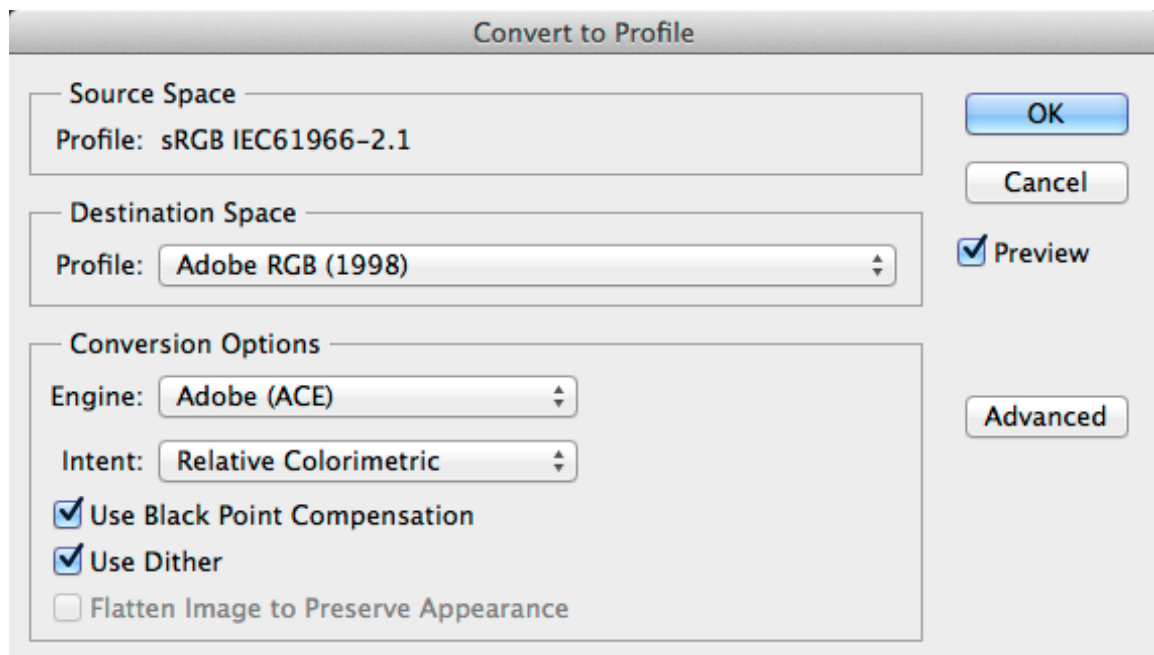 Convert to Profile
Source Space
Profile: sRGB IEC61966-2.1
OK
Cancel
Destination Space
Profile: Adobe RGB (1998)
Preview
Conversion Options
Engine: Adobe (ACE)
Advanced
Intent: Relative Colorimetric
Use Black Point Compensation
Use Dither
Flatten Image to Preserve Appearance